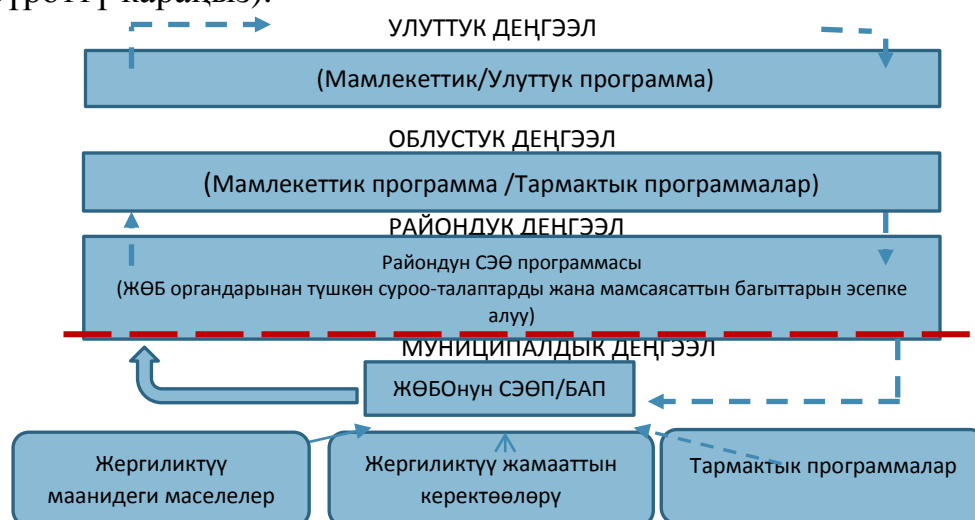 караңыз).
УЛУТТУК ДЕҢГЭЭЛ
(Мамлекеттик/Улуттук программа)
ОБЛУСТУК ДЕҢГЭЭЛ
(Мамлекеттик программа /Тармактык программалар)
РАЙОНДУК ДЕҢГЭЭЛ
Райондун СЭӨ программасы
(ЖӨБ органдарынан түшкөн суроо-талаптарды жана мамсаясаттын багыттарын эсепке
алуу)
МУНИЦИПАЛДЫК ДЕҢГЭЭЛ
ЖӨБОнун СЭӨП/БАП
Жергиликтүү
маанидеги маселелер
Жергиликтүү жамааттын
керектөөлөрү
Тармактык программалар